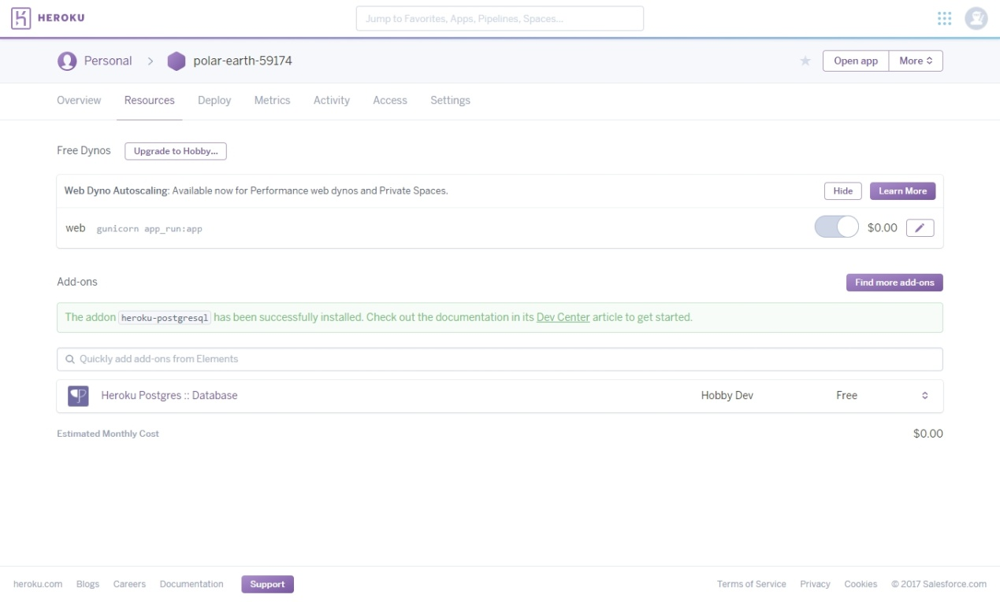 HEROKU
Jump to Favorites, Apps, Pipelines, Spaces...
Personal > polar-earth-59174
Open app
More
Overview Resources Deploy Metrics Activity Access Settings
Free Dynos
Upgrade to Hobby...
Web Dyno Autoscaling: Available now for Performance web dynos and Private Spaces.
Hide
Learn More
web gunicorn app_run:app
$0.00
Add-ons
Find more add-ons
The addon heroku-postgresql has been successfully installed. Check out the documentation in its Dev Center article to get started.
Quickly add add-ons from Elements
Heroku Postgres :: Database Hobby Dev Free
Estimated Monthly Cost $0.00
heroku.com Blogs Careers Documentation Support
Terms of Service Privacy Cookies © 2017 Salesforce.com